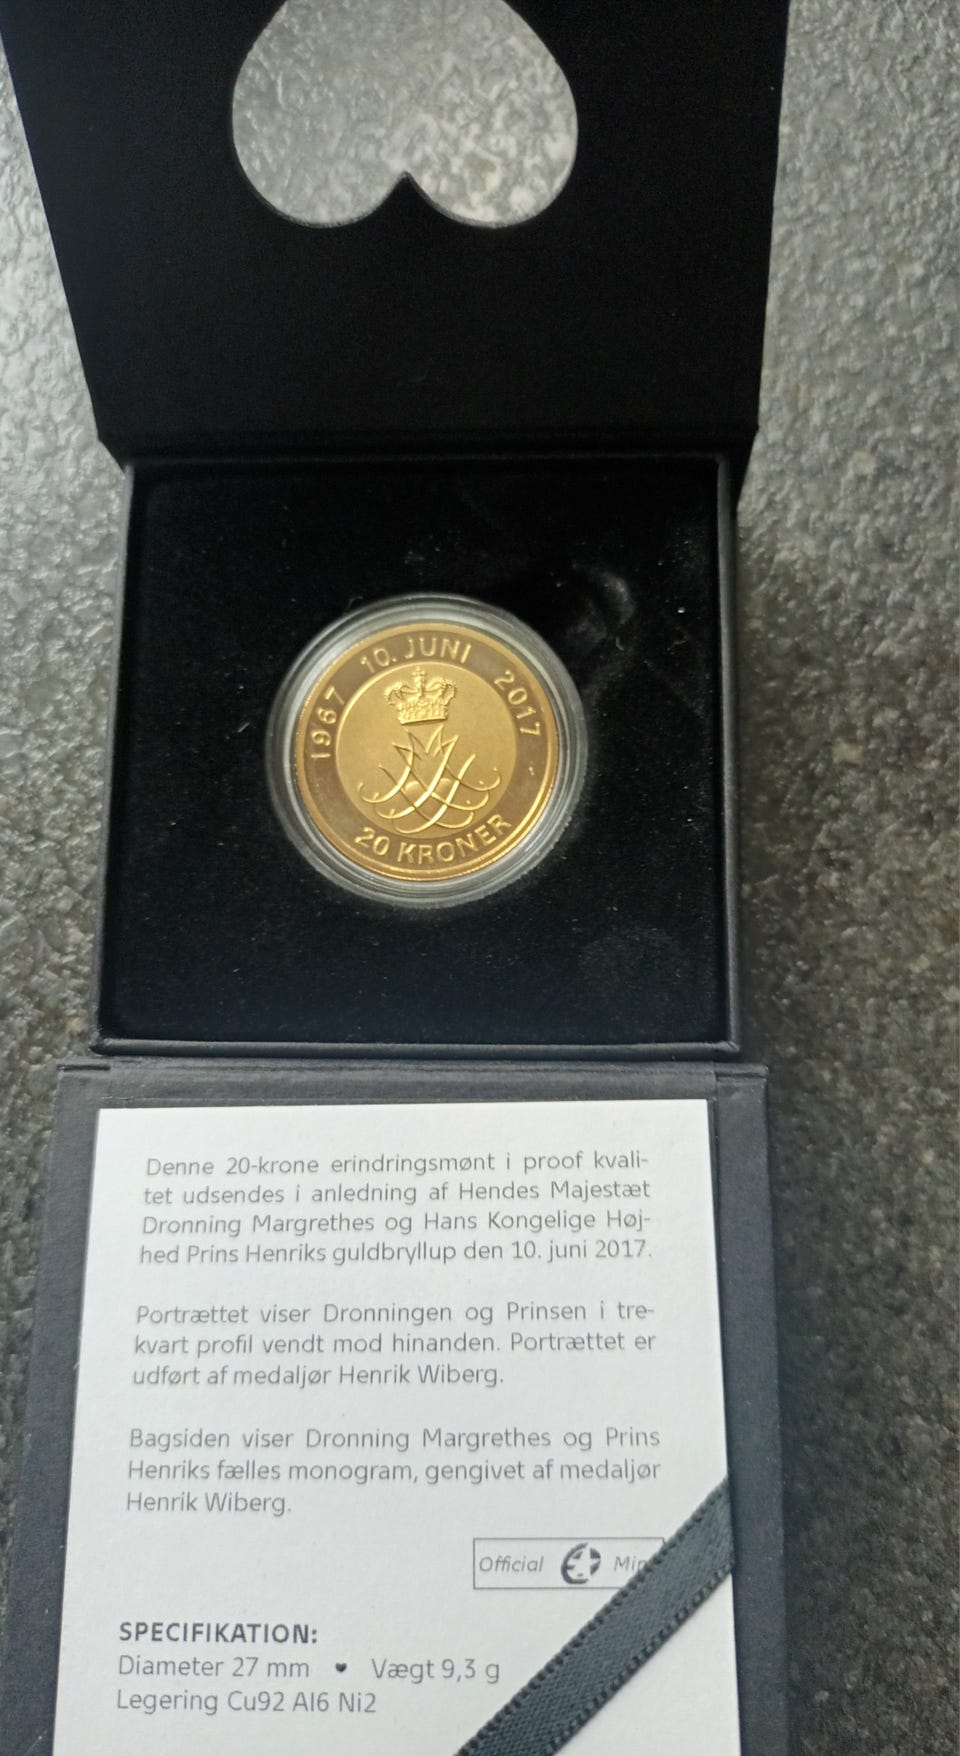 1967 10. JUNI 2017
20 KRONER
Denne 20-krone erindringsmønt i proof kvali-
tet udsendes i anledning af Hendes Majestæt
Dronning Margrethes og Hans Kongelige Høj-
hed Prins Henriks guldbryllup den 10. juni 2017.
Portrættet viser Dronningen og Prinsen i tre-
kvart profil vendt mod hinanden. Portrættet er
udført af medaljør Henrik Wiberg.
Bagsiden viser Dronning Margrethes og Prins
Henriks fælles monogram, gengivet af medaljør
Henrik Wiberg.
Official
SPECIFIKATION:
Diameter 27 mm ♥ Vægt 9,3 g
Legering Cu92 Al6 Ni2